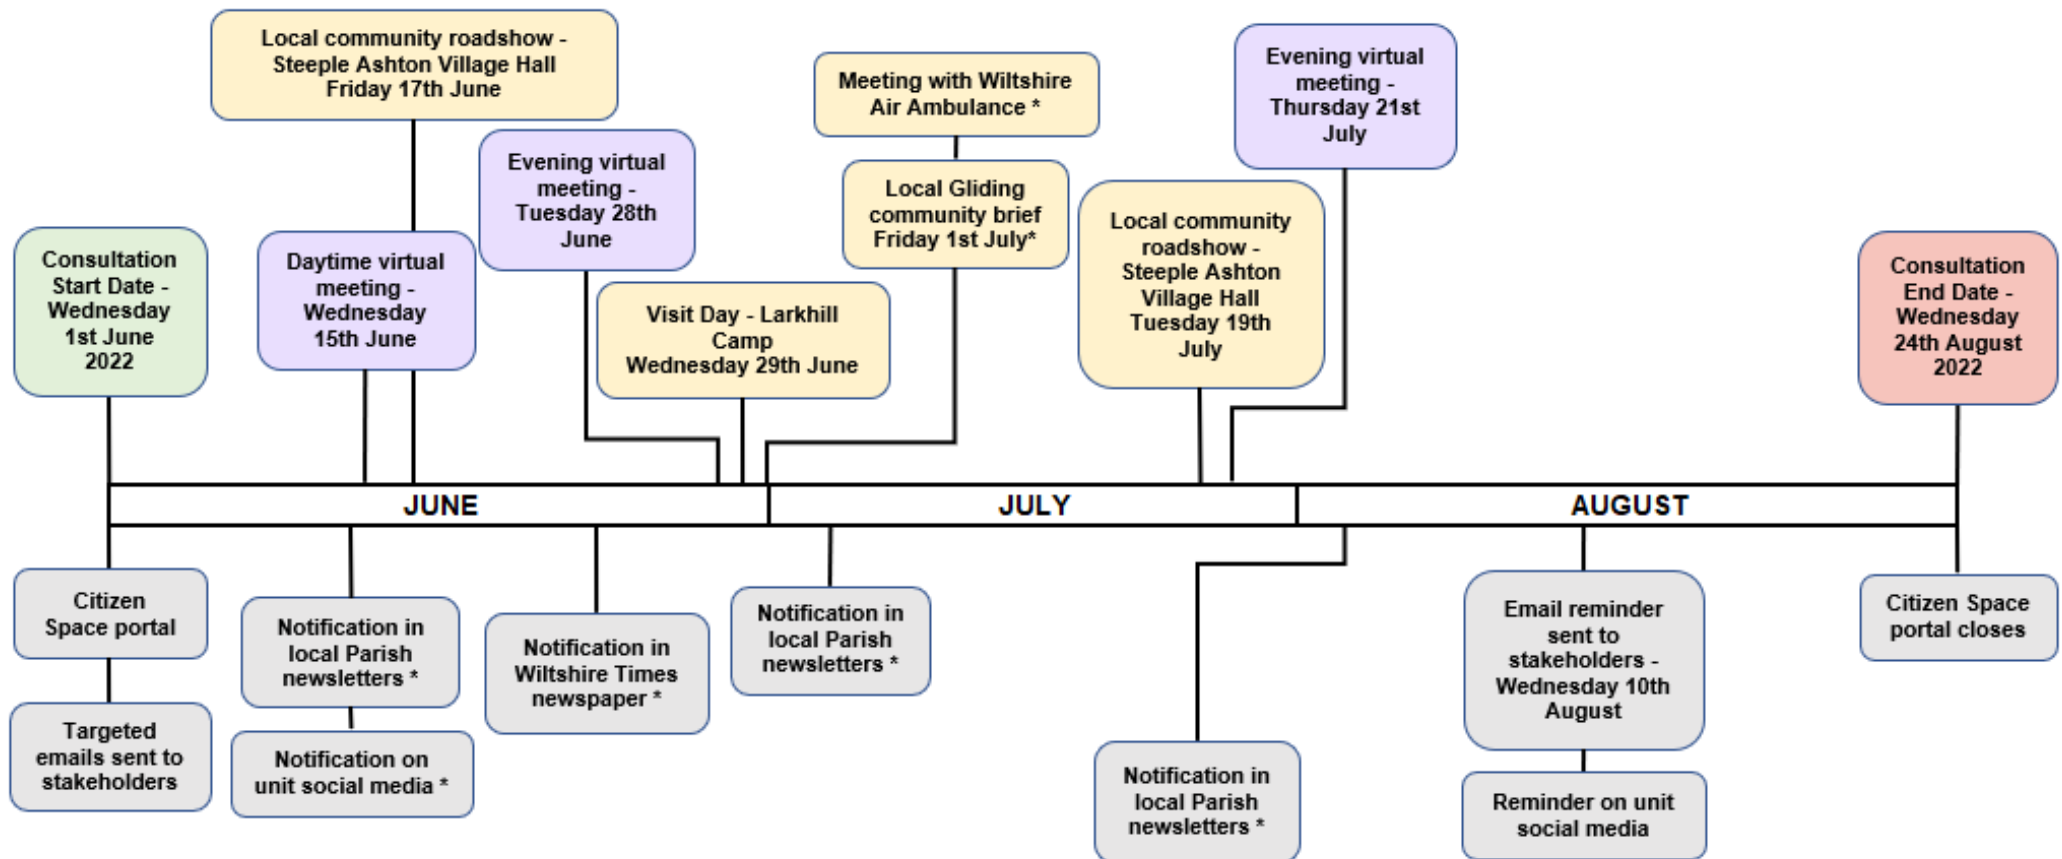 Local community roadshow -
Steeple Ashton Village Hall
Friday 17th June
Evening virtual
meeting -
Thursday 21st
July
Meeting with Wiltshire
Air Ambulance *
Evening virtual
meeting -
Tuesday 28th
June
Local Gliding
community brief
Friday 1st July*
Local community
roadshow -
Steeple Ashton
Village Hall
Tuesday 19th
July
Consultation
Start Date -
Wednesday
1st June
2022
Daytime virtual
meeting -
Wednesday
15th June
Visit Day - Larkhill
Camp
Wednesday 29th June
Consultation
End Date -
Wednesday
24th August
2022
JUNE
JULY
AUGUST
Citizen
Space portal
Notification in
local Parish
newsletters *
Notification in
Wiltshire Times
newspaper *
Notification in
local Parish
newsletters *
Email reminder
sent to
stakeholders -
Wednesday 10th
August
Citizen Space
portal closes
Targeted
emails sent to
stakeholders
Notification on
unit social media *
Notification in
local Parish
newsletters *
Reminder on unit
social media